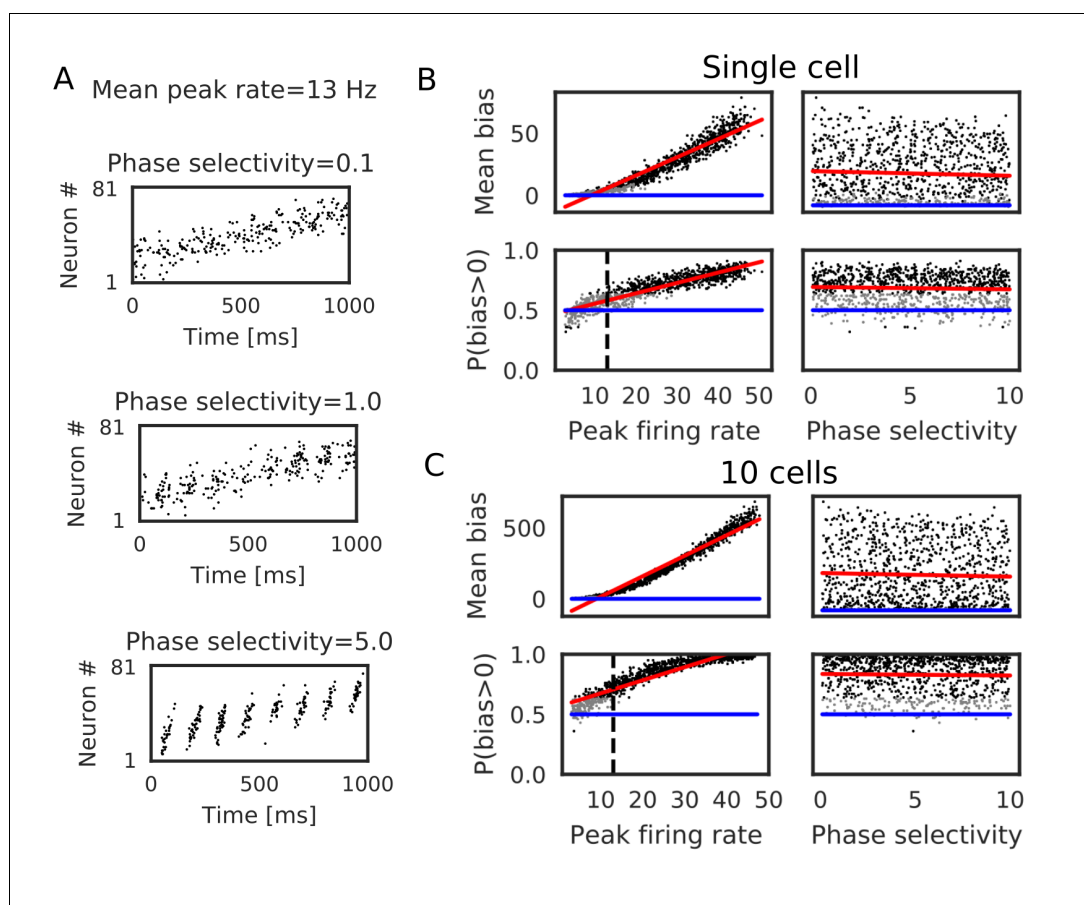 A
Mean peak rate=13 Hz
Phase selectivity=0.1
81
Neuron #
1
0 500 1000
Time [ms]
Phase selectivity=1.0
81
Neuron #
1
0 500 1000
Time [ms]
Phase selectivity=5.0
81
Neuron #
1
0 500 1000
Time [ms]
B
Single cell
Mean bias
50
0
P(bias>0)
1.0
0.5
0.0
10 20 30 40 50
Peak firing rate
0 5 10
Phase selectivity
C
10 cells
Mean bias
500
0
P(bias>0)
1.0
0.5
0.0
10 20 30 40 50
Peak firing rate
0 5 10
Phase selectivity